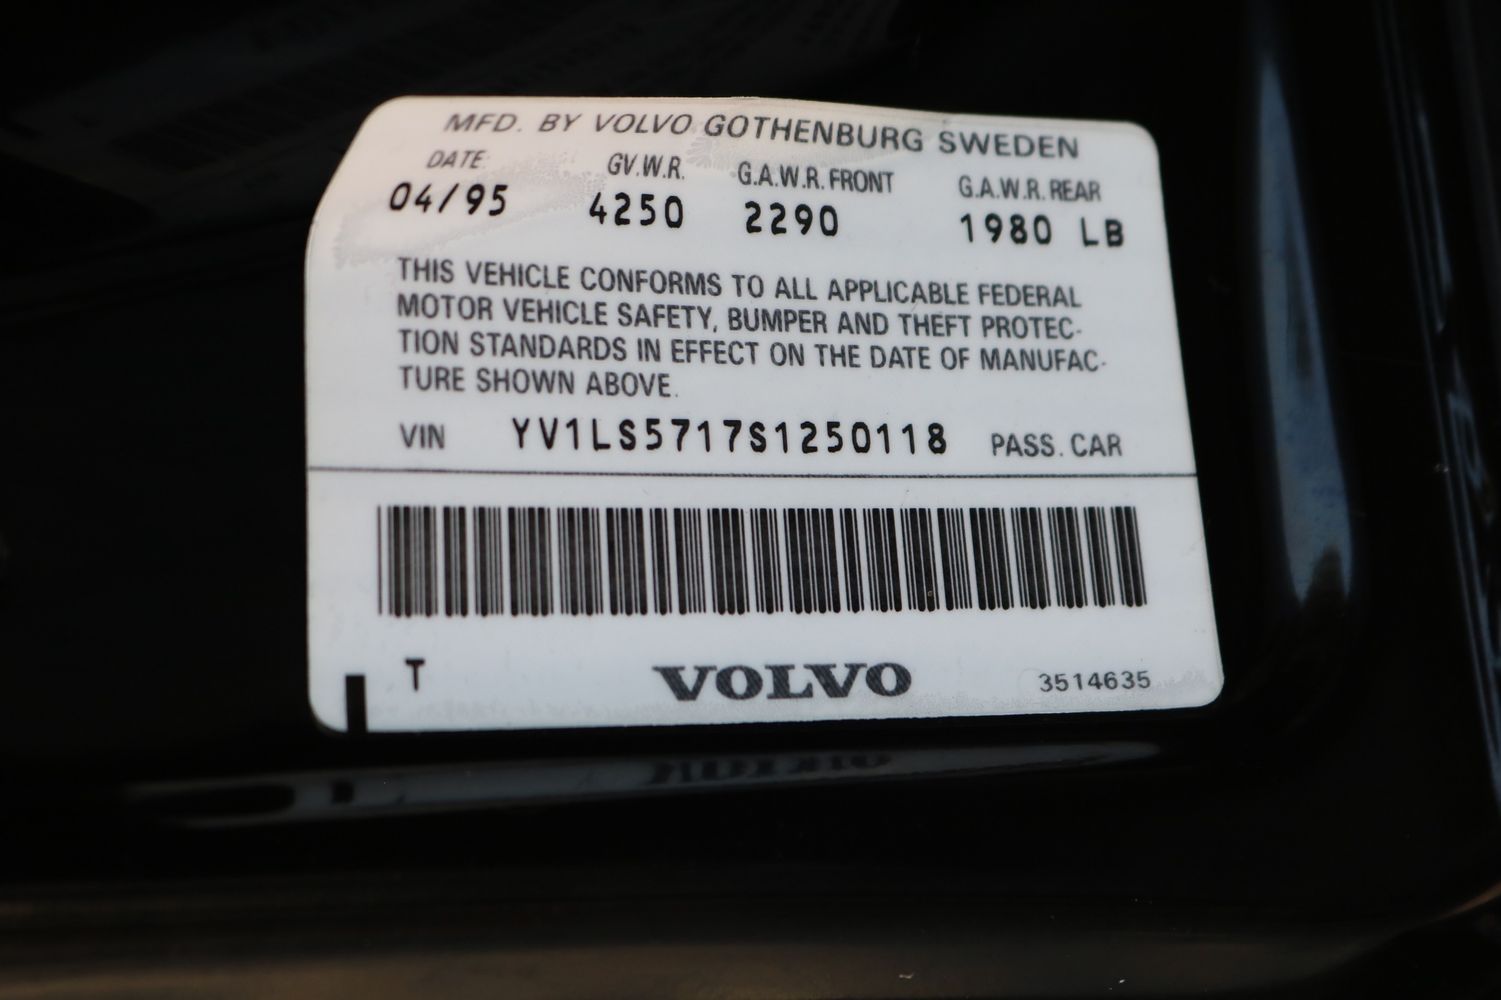 MFD. BY VOLVO GOTHENBURG SWEDEN
DATE: G.V.W.R. G.A.W.R. FRONT G.A.W.R. REAR
04/95 4250 2290 1980 LB
THIS VEHICLE CONFORMS TO ALL APPLICABLE FEDERAL
MOTOR VEHICLE SAFETY, BUMPER AND THEFT PROTEC-
TION STANDARDS IN EFFECT ON THE DATE OF MANUFAC-
TURE SHOWN ABOVE.
VIN YV1LS5717S1250118 PASS. CAR
T VOLVO 3514635